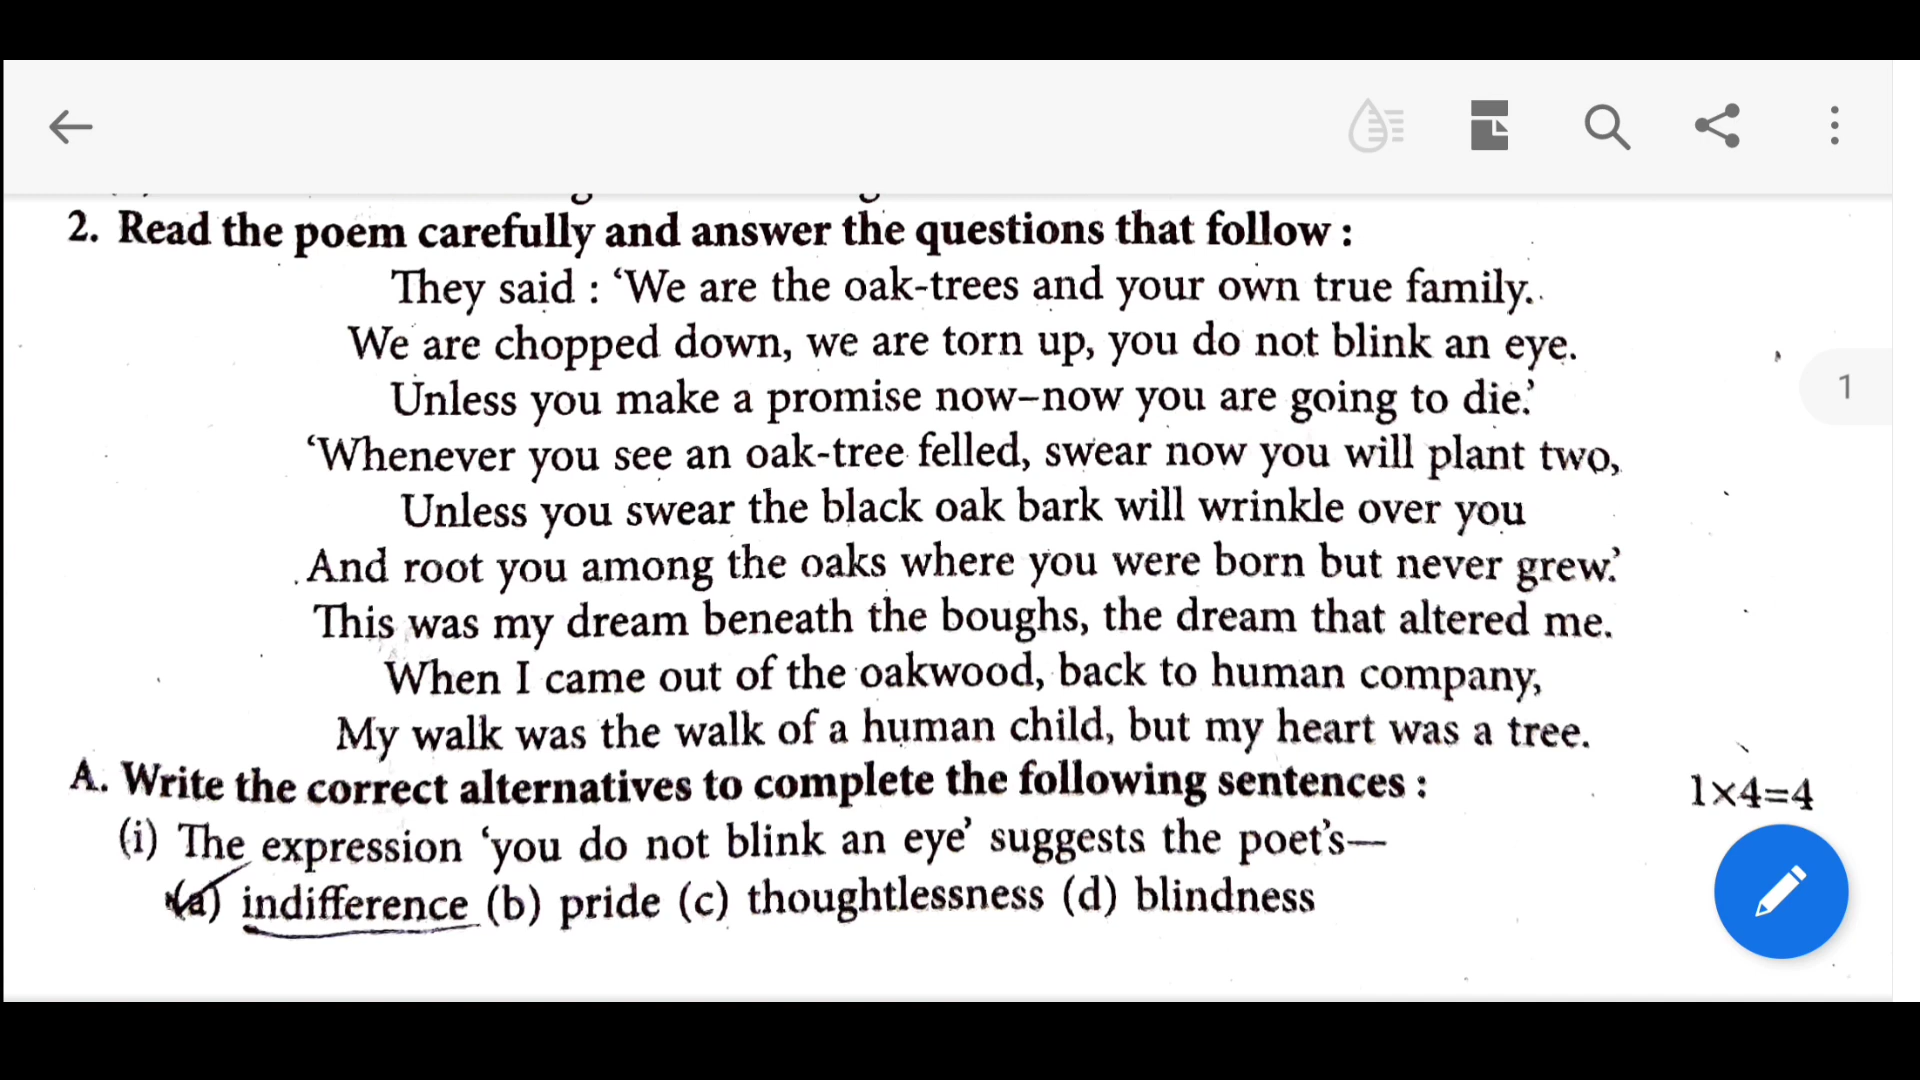 2. Read the poem carefully and answer the questions that follow :
They said : ‘We are the oak-trees and your own true family.
We are chopped down, we are torn up, you do not blink an eye.
Unless you make a promise now–now you are going to die.’
1
‘Whenever you see an oak-tree felled, swear now you will plant two,
Unless you swear the black oak bark will wrinkle over you
And root you among the oaks where you were born but never grew.’
This was my dream beneath the boughs, the dream that altered me.
When I came out of the oakwood, back to human company,
My walk was the walk of a human child, but my heart was a tree.
A. Write the correct alternatives to complete the following sentences : 1×4=4
(i) The expression ‘you do not blink an eye’ suggests the poet’s—
(a) indifference (b) pride (c) thoughtlessness (d) blindness